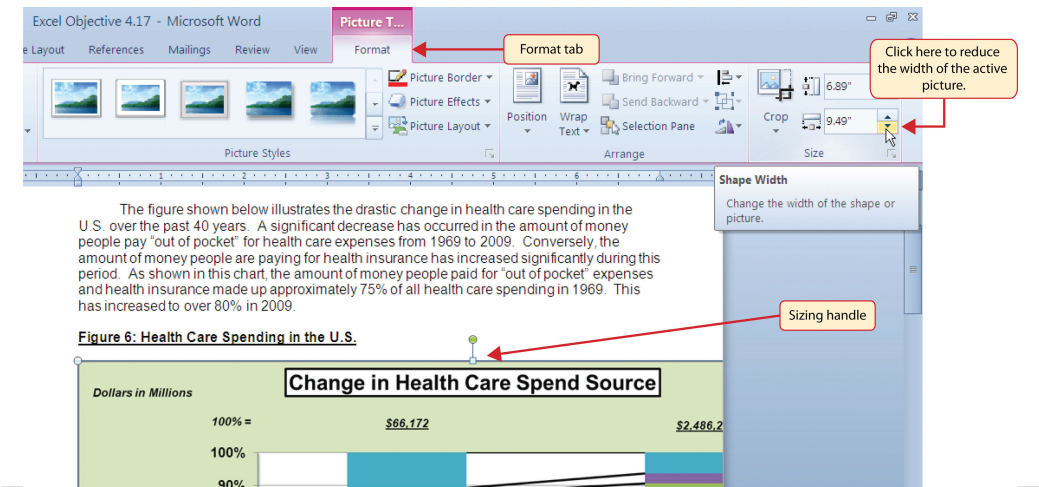 Excel Objective 4.17 - Microsoft Word
Picture T...
e Layout References Mailings Review View Format
Format tab
Click here to reduce
the width of the active
picture.
Picture Border
Picture Effects
Picture Layout
Picture Styles
Position
Wrap
Text
Bring Forward
Send Backward
Selection Pane
Arrange
Crop
6.89"
9.49"
Size
1 2 3 4 5 6
Shape Width
Change the width of the shape or
picture.
The figure shown below illustrates the drastic change in health care spending in the
U.S. over the past 40 years. A significant decrease has occurred in the amount of money
people pay "out of pocket" for health care expenses from 1969 to 2009. Conversely, the
amount of money people are paying for health insurance has increased significantly during this
period. As shown in this chart, the amount of money people paid for "out of pocket" expenses
and health insurance made up approximately 75% of all health care spending in 1969. This
has increased to over 80% in 2009.
Sizing handle
Figure 6: Health Care Spending in the U.S.
Change in Health Care Spend Source
Dollars in Millions
100% = $66,172 $2,486,2
100%
90%